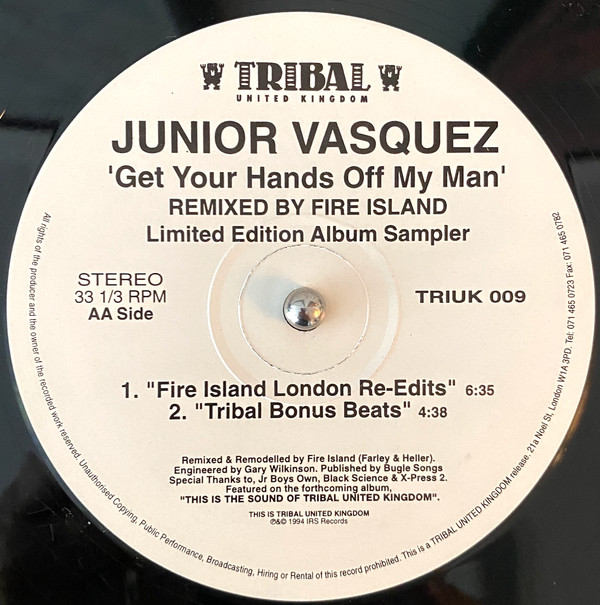 TRIBAL
UNITED KINGDOM
JUNIOR VASQUEZ
'Get Your Hands Off My Man'
REMIXED BY FIRE ISLAND
Limited Edition Album Sampler
STEREO
33 1/3 RPM
AA Side
TRIUK 009
1. "Fire Island London Re-Edits" 6:35
2. "Tribal Bonus Beats" 4:38
Remixed & Remodelled by Fire Island (Farley & Heller).
Engineered by Gary Wilkinson. Published by Bugle Songs
Special Thanks to, Jr Boys Own, Black Science & X-Press 2.
Featured on the forthcoming album,
"THIS IS THE SOUND OF TRIBAL UNITED KINGDOM".
THIS IS TRIBAL UNITED KINGDOM
℗&© 1994 IRS Records
All rights of the producer and the owner of the recorded work reserved. Unauthorised Copying, Public Performance, Broadcasting, Hiring or Rental of this record prohibited. This is a TRIBAL UNITED KINGDOM release. 21a Noel St, London W1A 3PD. Tel: 071 465 0723 Fax: 071 465 0782